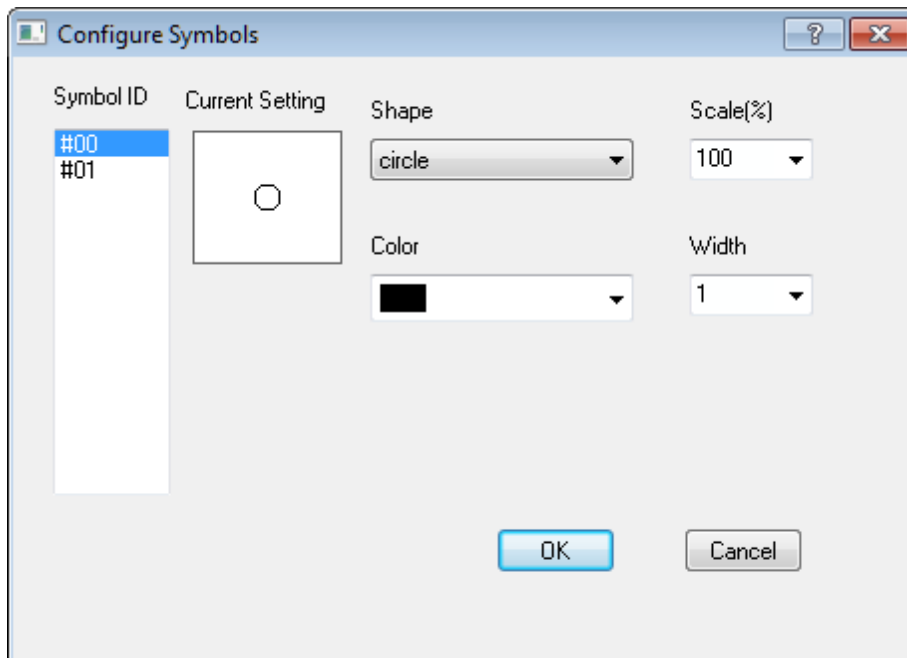 Configure Symbols
Symbol ID
Current Setting
Shape
Scale(%)
#00
#01
circle
100
Color
Width
1
OK
Cancel